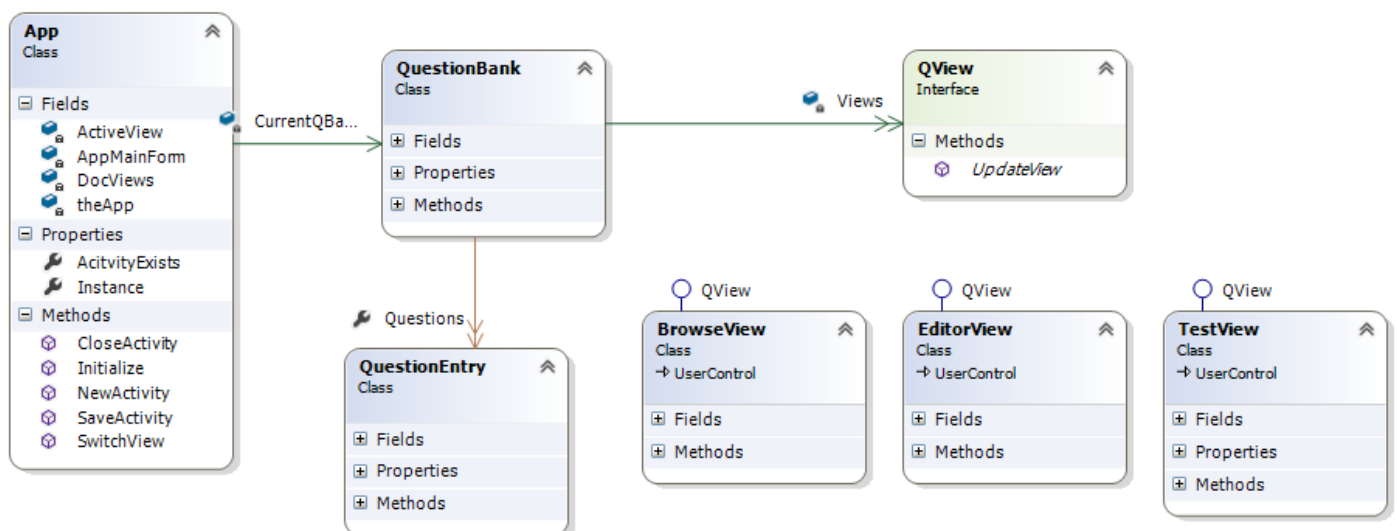 App
Class
Fields
ActiveView
AppMainForm
DocViews
theApp
Properties
AcitvityExists
Instance
Methods
CloseActivity
Initialize
NewActivity
SaveActivity
SwitchView
CurrentQBa...
QuestionBank
Class
Fields
Properties
Methods
Views
QView
Interface
Methods
UpdateView
Questions
QuestionEntry
Class
Fields
Properties
Methods
QView
BrowseView
Class
UserControl
Fields
Methods
QView
EditorView
Class
UserControl
Fields
Methods
QView
TestView
Class
UserControl
Fields
Properties
Methods